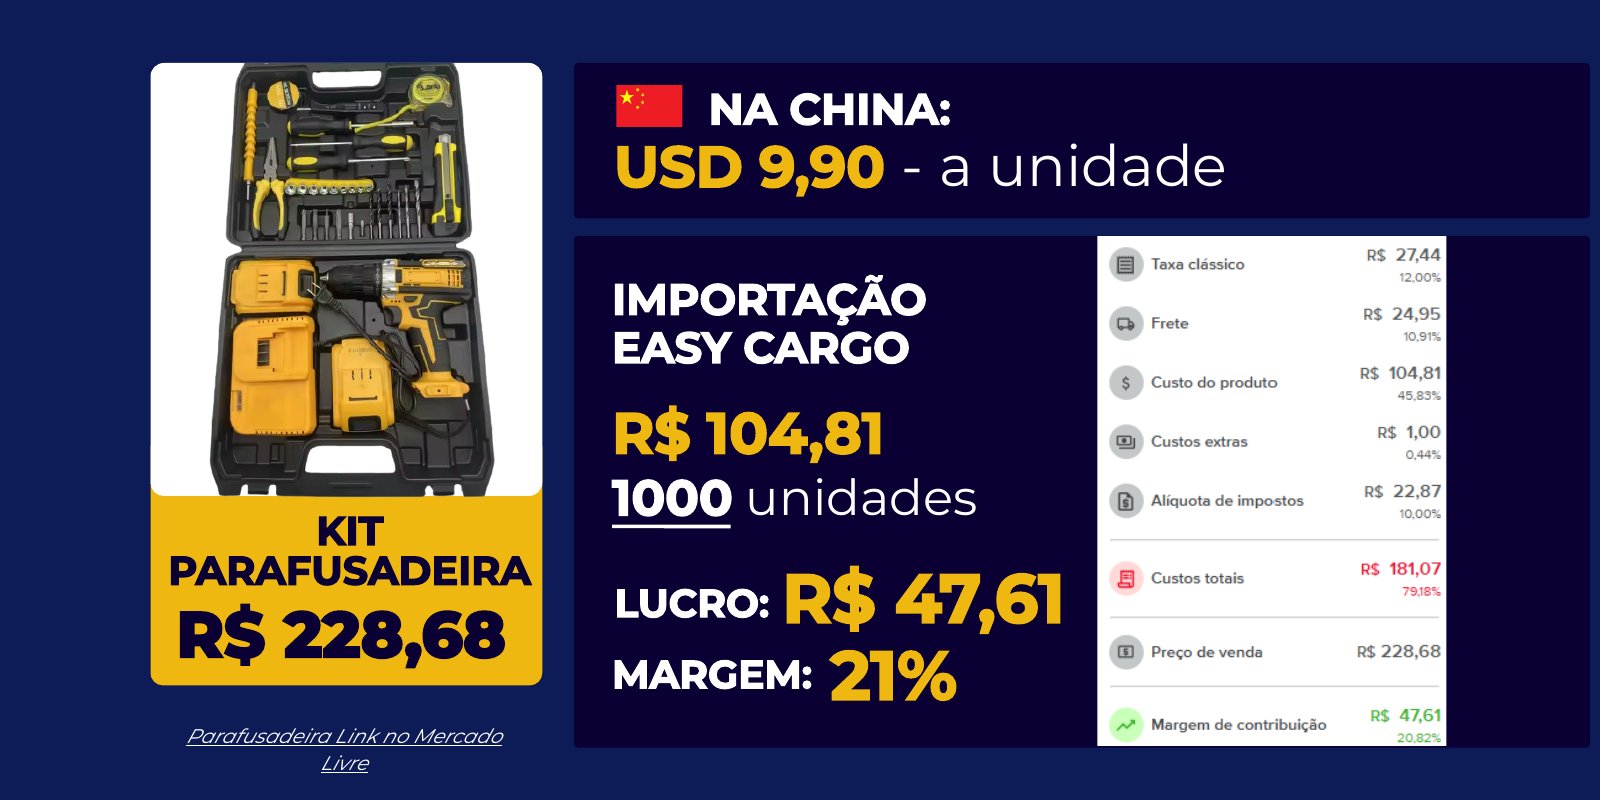 KIT
PARAFUSADEIRA
R$ 228,68
Parafusadeira Link no Mercado
Livre
NA CHINA:
USD 9,90 - a unidade
IMPORTAÇÃO
EASY CARGO
R$ 104,81
1000 unidades
LUCRO: R$ 47,61
MARGEM: 21%
Taxa clássico R$ 27,44
12,00%
Frete R$ 24,95
10,91%
Custo do produto R$ 104,81
45,83%
Custos extras R$ 1,00
0,44%
Alíquota de impostos R$ 22,87
10,00%
Custos totais R$ 181,07
79,18%
Preço de venda R$ 228,68
Margem de contribuição R$ 47,61
20,82%